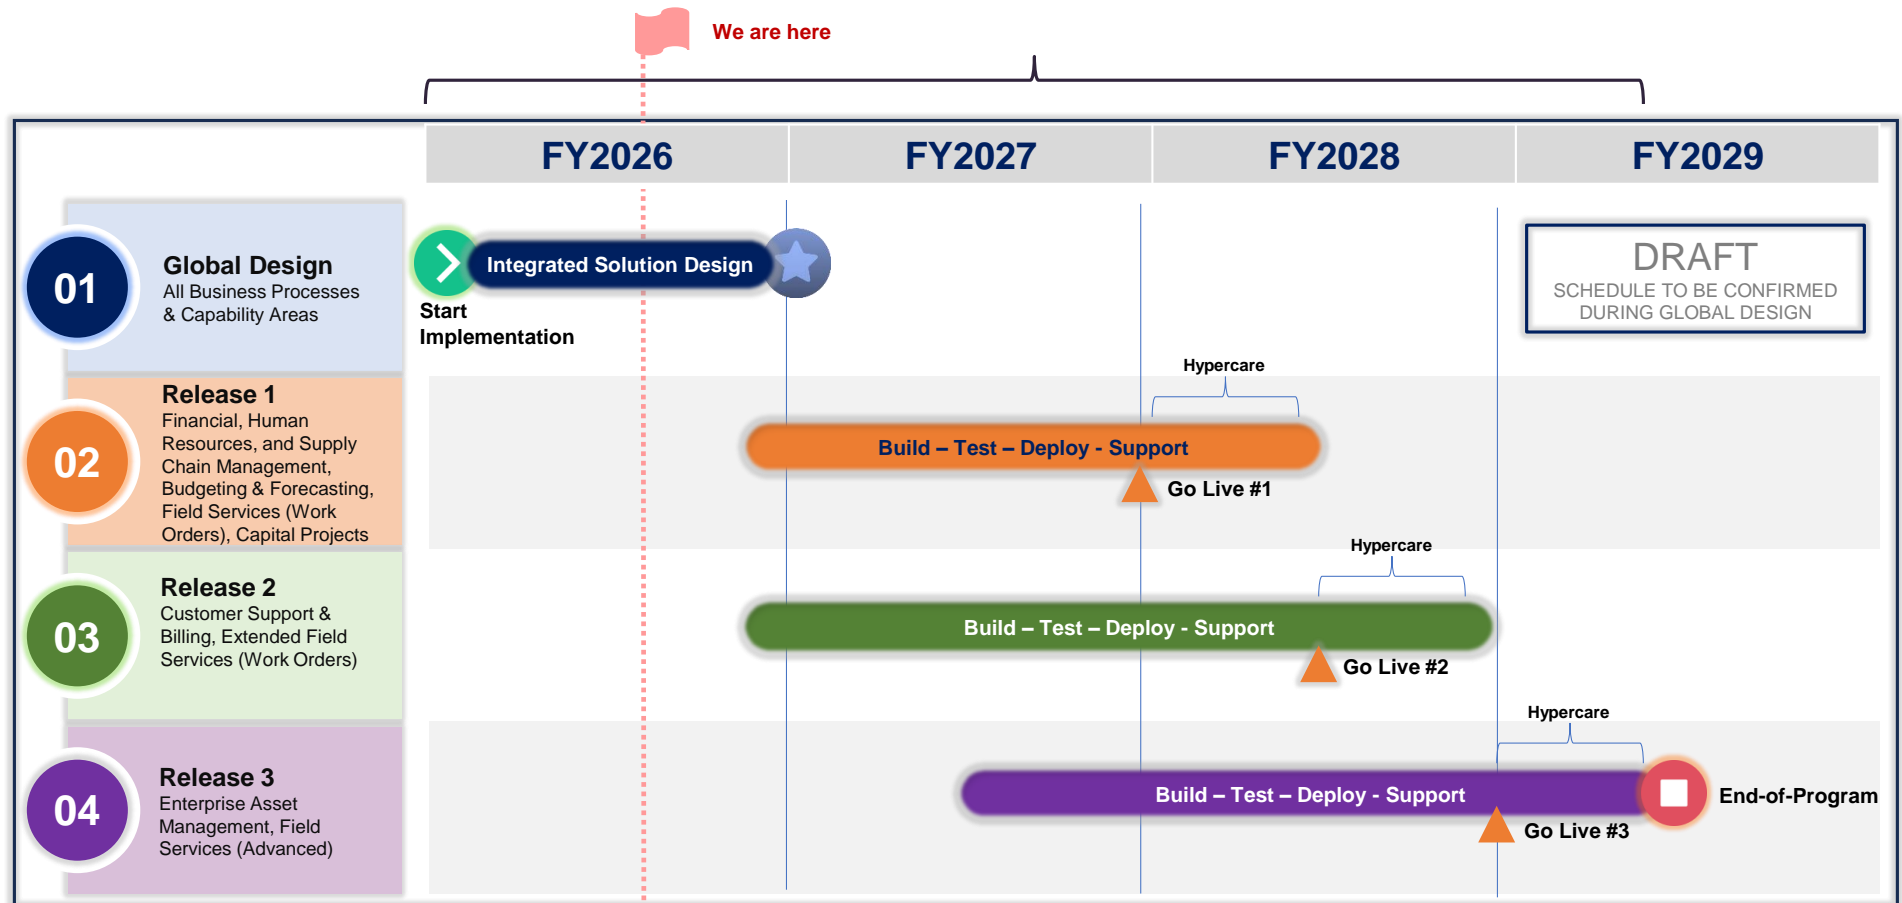 We are here
FY2026
FY2027
FY2028
FY2029
01
Global Design
All Business Processes
& Capability Areas
Integrated Solution Design
Start
Implementation
DRAFT
SCHEDULE TO BE CONFIRMED
DURING GLOBAL DESIGN
02
Release 1
Financial, Human
Resources, and Supply
Chain Management,
Budgeting & Forecasting,
Field Services (Work
Orders), Capital Projects
Hypercare
Build – Test – Deploy - Support
Go Live #1
03
Release 2
Customer Support &
Billing, Extended Field
Services (Work Orders)
Hypercare
Build – Test – Deploy - Support
Go Live #2
04
Release 3
Enterprise Asset
Management, Field
Services (Advanced)
Hypercare
Build – Test – Deploy - Support
Go Live #3
End-of-Program